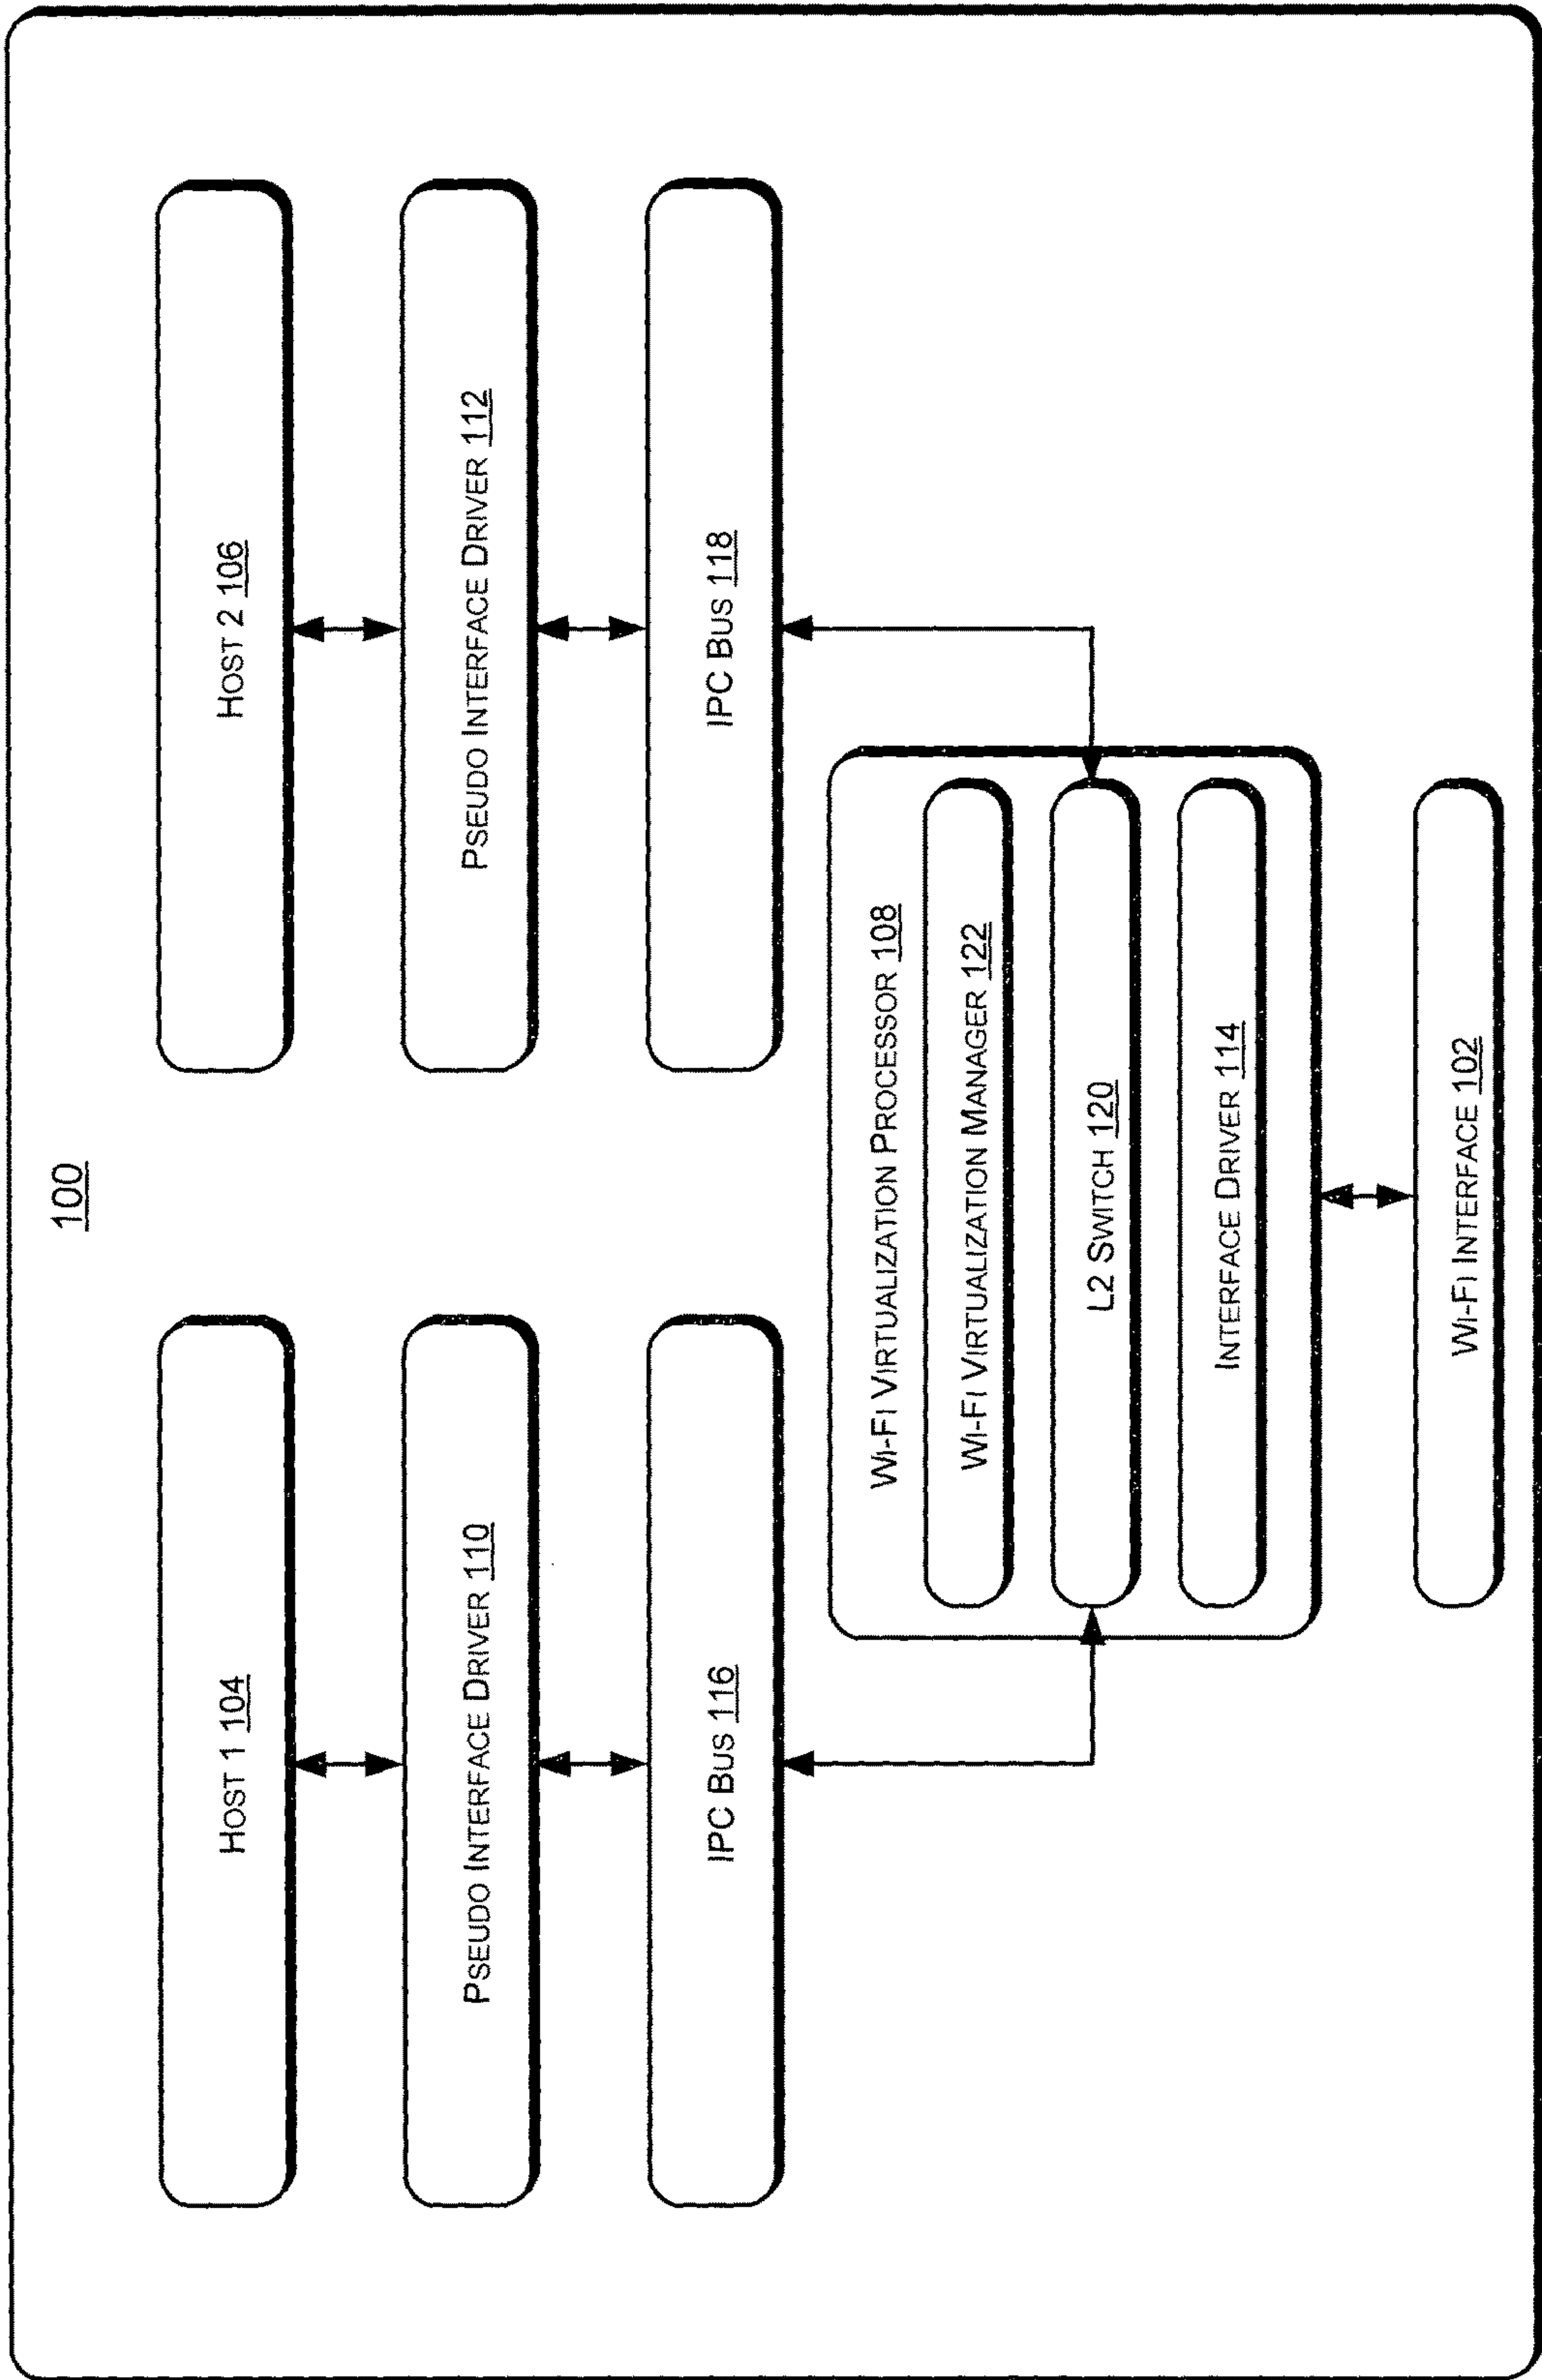 100
HOST 1 104
HOST 2 106
PSEUDO INTERFACE DRIVER 110
PSEUDO INTERFACE DRIVER 112
IPC BUS 116
IPC BUS 118
WI-FI VIRTUALIZATION PROCESSOR 108
WI-FI VIRTUALIZATION MANAGER 122
L2 SWITCH 120
INTERFACE DRIVER 114
WI-FI INTERFACE 102